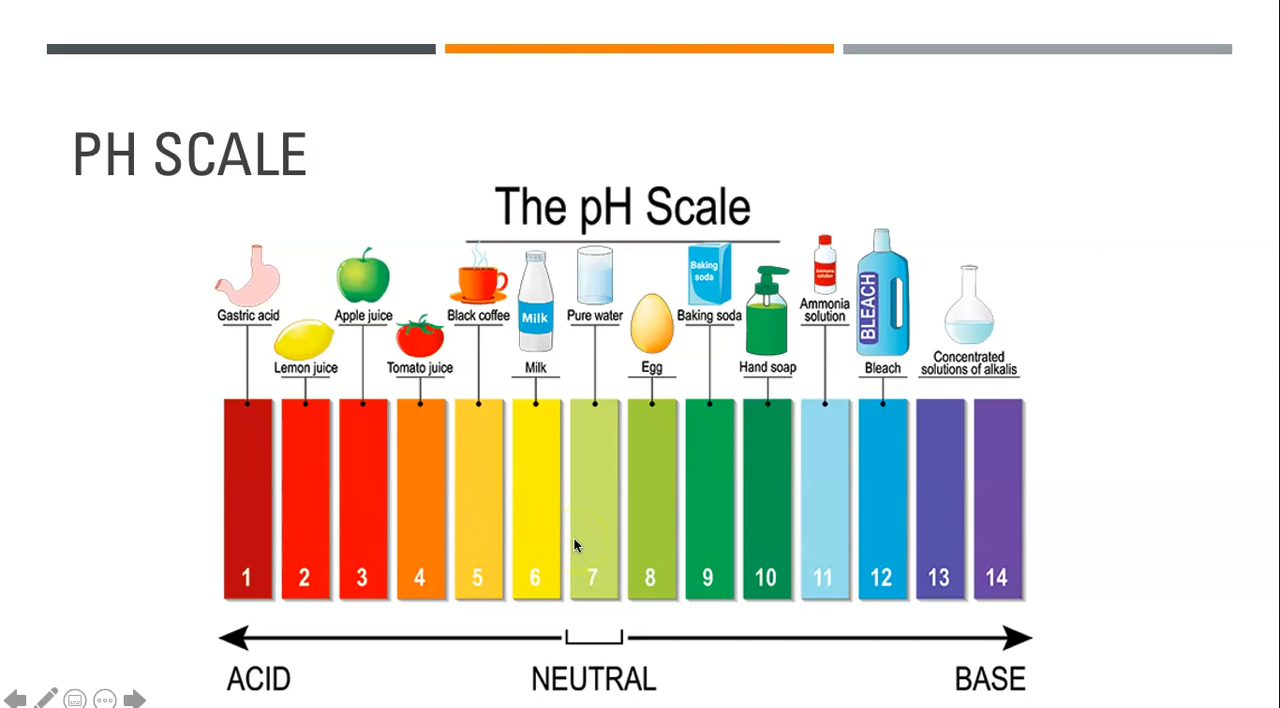 PH SCALE
The pH Scale
Gastric acid
Lemon juice
Apple juice
Tomato juice
Black coffee
Milk
Milk
Pure water
Egg
Baking
soda
Baking soda
Hand soap
Ammonia
solution
Ammonia
solution
BLEACH
Bleach
Concentrated
solutions of alkalis
1 2 3 4 5 6 7 8 9 10 11 12 13 14
ACID NEUTRAL BASE